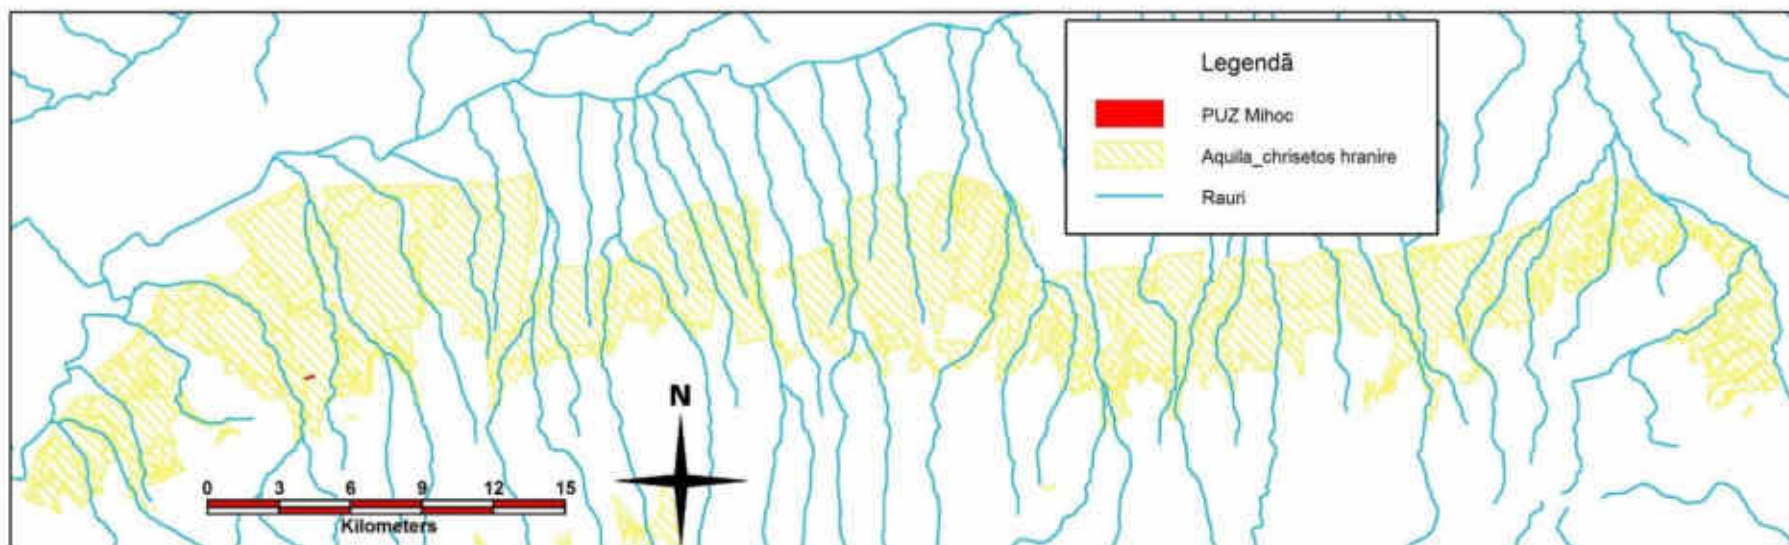 Legendă
PUZ Mihoc
Aquila_chrisetos hranire
Rauri
N
0 3 6 9 12 15
Kilometers